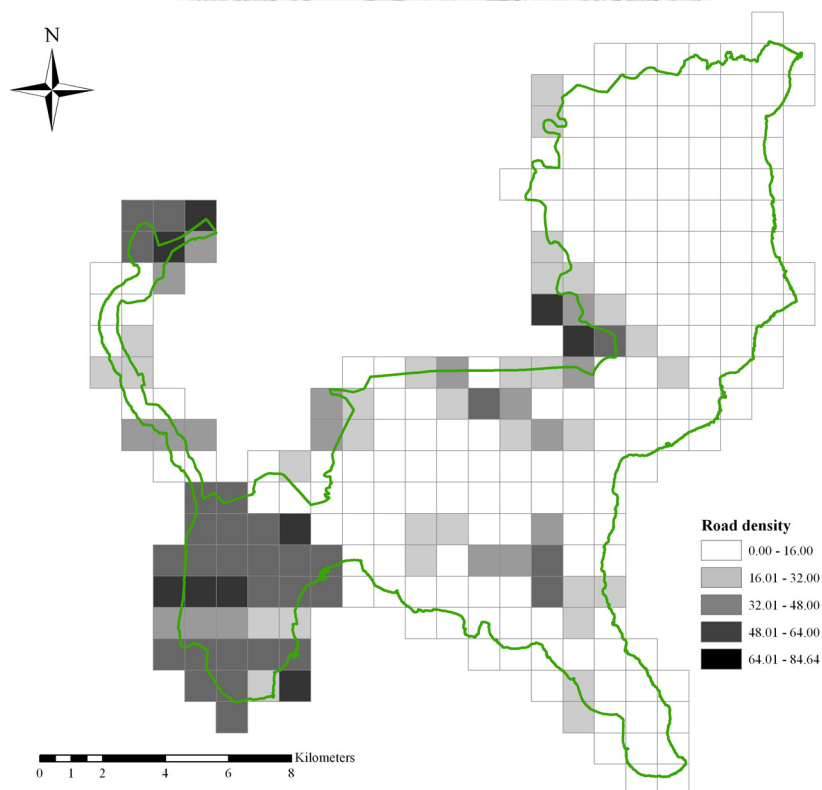 N
Road density
0.00 - 16.00
16.01 - 32.00
32.01 - 48.00
48.01 - 64.00
64.01 - 84.64
Kilometers
0 1 2 4 6 8